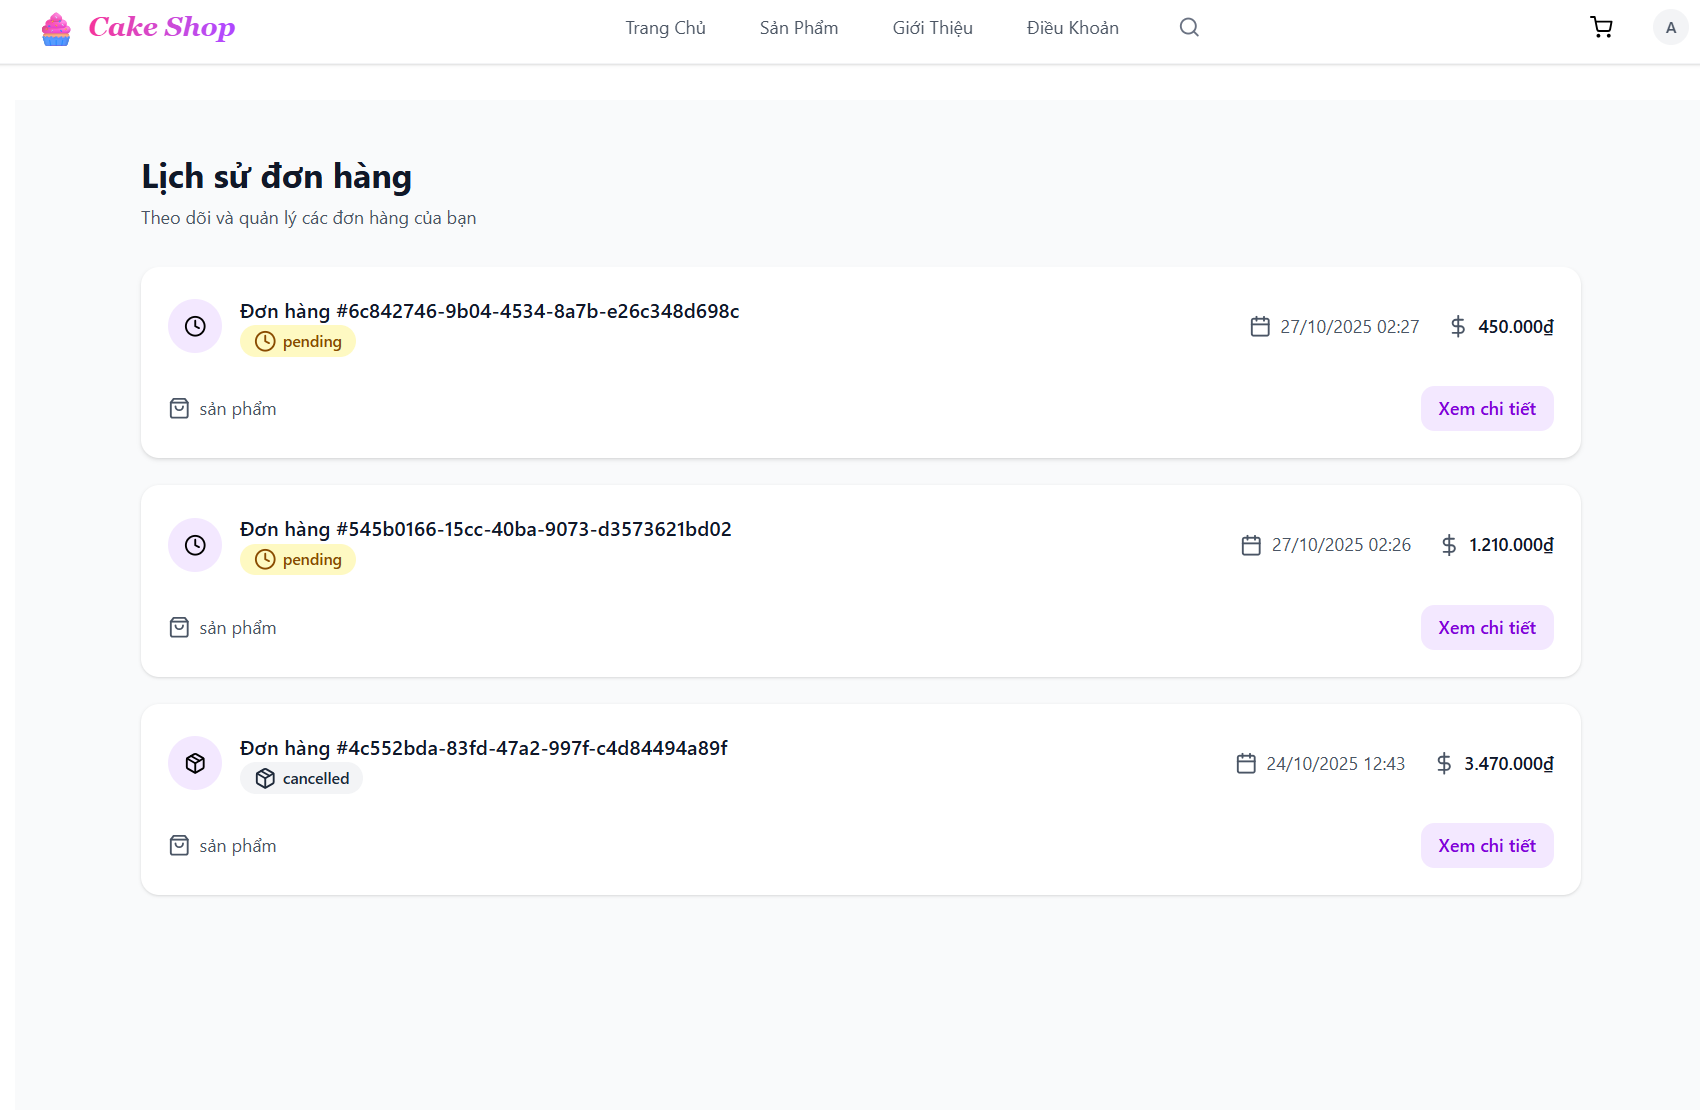 Cake Shop
Trang Chủ
Sản Phẩm
Giới Thiệu
Điều Khoản
A
Lịch sử đơn hàng
Theo dõi và quản lý các đơn hàng của bạn
Đơn hàng #6c842746-9b04-4534-8a7b-e26c348d698c
pending
27/10/2025 02:27
450.000₫
sản phẩm
Xem chi tiết
Đơn hàng #545b0166-15cc-40ba-9073-d3573621bd02
pending
27/10/2025 02:26
1.210.000₫
sản phẩm
Xem chi tiết
Đơn hàng #4c552bda-83fd-47a2-997f-c4d84494a89f
cancelled
24/10/2025 12:43
3.470.000₫
sản phẩm
Xem chi tiết